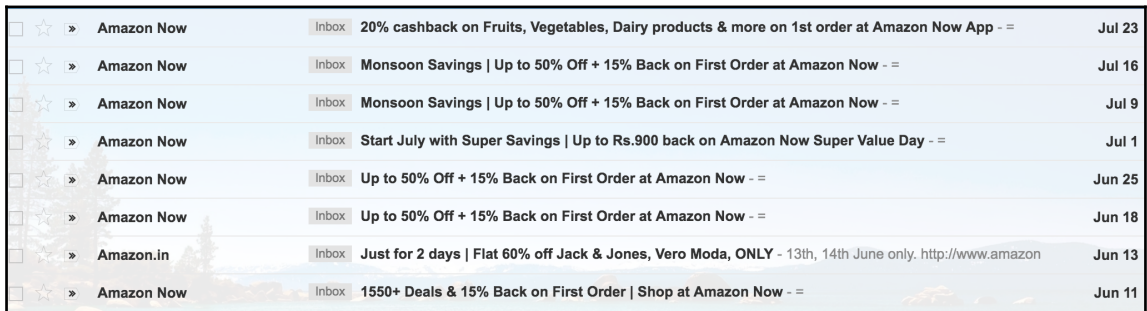 Amazon Now Inbox 20% cashback on Fruits, Vegetables, Dairy products & more on 1st order at Amazon Now App - = Jul 23
Amazon Now Inbox Monsoon Savings | Up to 50% Off + 15% Back on First Order at Amazon Now - = Jul 16
Amazon Now Inbox Monsoon Savings | Up to 50% Off + 15% Back on First Order at Amazon Now - = Jul 9
Amazon Now Inbox Start July with Super Savings | Up to Rs.900 back on Amazon Now Super Value Day - = Jul 1
Amazon Now Inbox Up to 50% Off + 15% Back on First Order at Amazon Now - = Jun 25
Amazon Now Inbox Up to 50% Off + 15% Back on First Order at Amazon Now - = Jun 18
Amazon.in Inbox Just for 2 days | Flat 60% off Jack & Jones, Vero Moda, ONLY - 13th, 14th June only. http://www.amazon Jun 13
Amazon Now Inbox 1550+ Deals & 15% Back on First Order | Shop at Amazon Now - = Jun 11